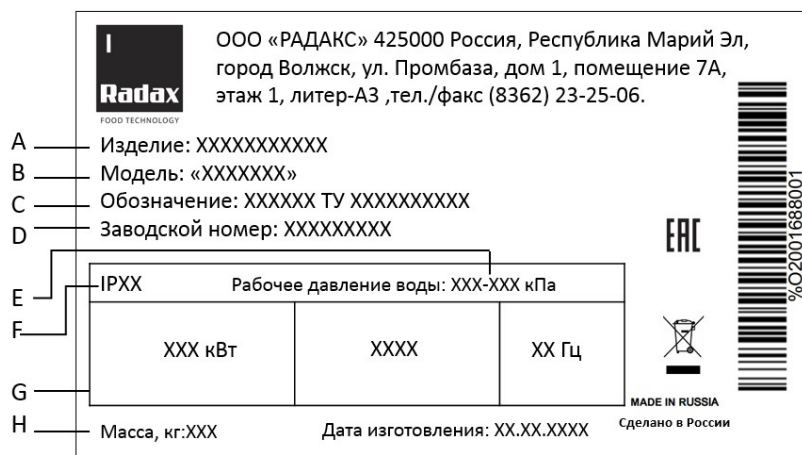 I
Radax
FOOD TECHNOLOGY
ООО «РАДАКС» 425000 Россия, Республика Марий Эл,
город Волжск, ул. Промбаза, дом 1, помещение 7А,
этаж 1, литер-А3 ,тел./факс (8362) 23-25-06.
A Изделие: XXXXXXXXXXX
B Модель: «XXXXXXX»
C Обозначение: XXXXXX ТУ XXXXXXXXXX
D Заводской номер: XXXXXXXXX
E
F
G
H
IPXX Рабочее давление воды: XXX-XXX кПа
XXX кВт XXXX XX Гц
Масса, кг:XXX Дата изготовления: XX.XX.XXXX
EAC
MADE IN RUSSIA
Сделано в России
%O2001688001